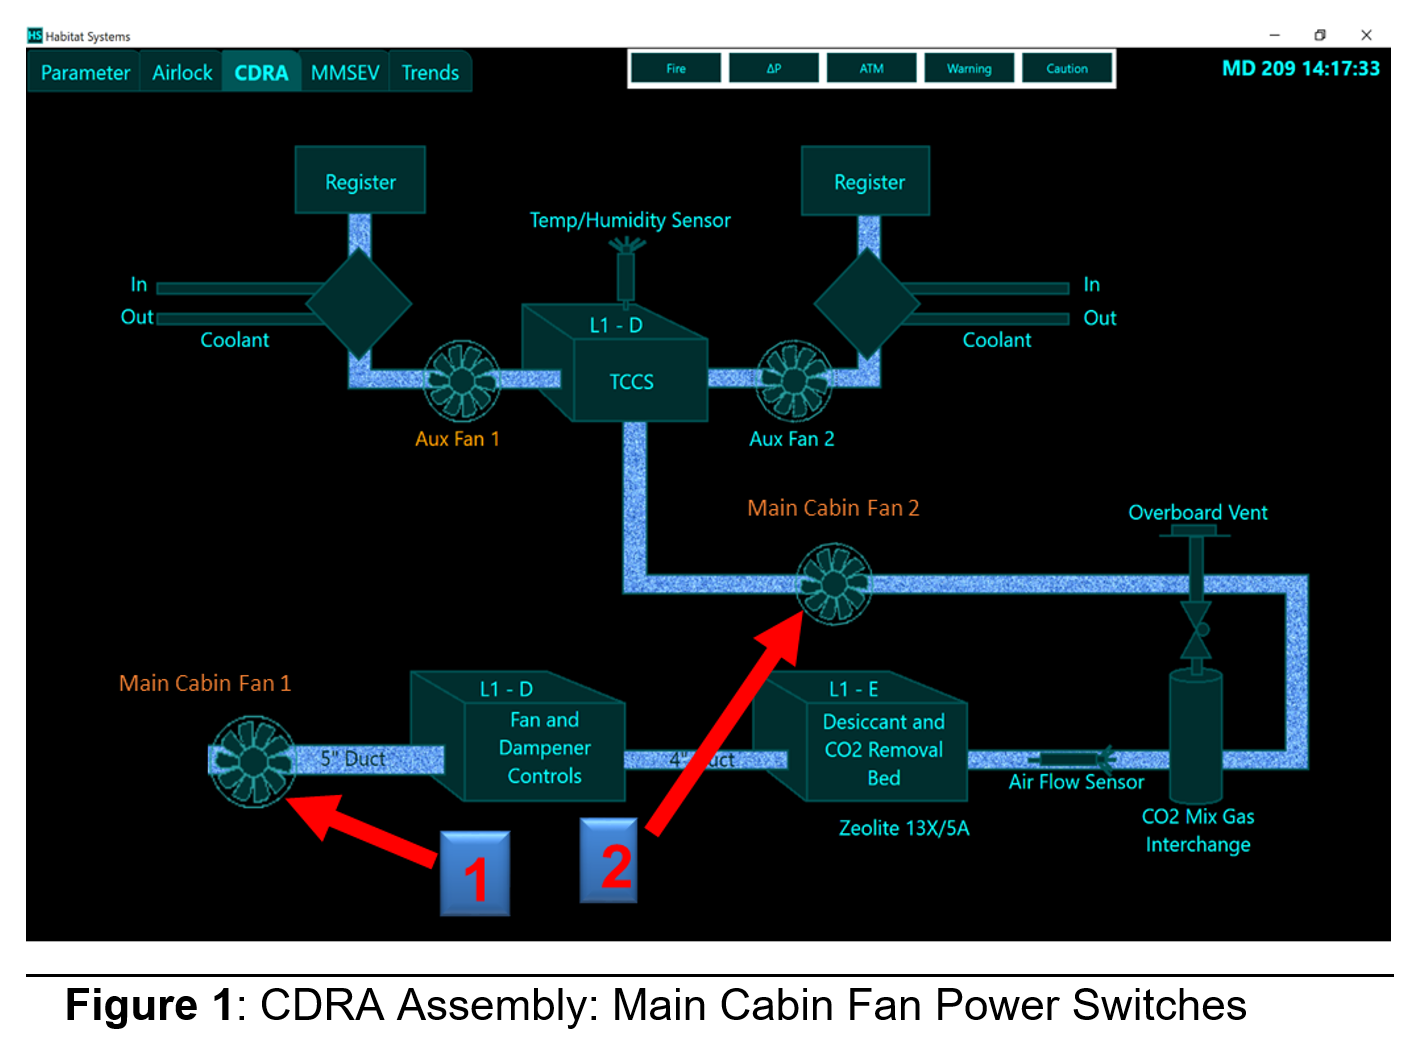 HS Habitat Systems
Parameter Airlock CDRA MMSEV Trends
Fire ΔP ATM Warning Caution
MD 209 14:17:33
Register
Register
Temp/Humidity Sensor
In
Out
Coolant
L1 - D
TCCS
In
Out
Coolant
Aux Fan 1
Aux Fan 2
Main Cabin Fan 2
Overboard Vent
Main Cabin Fan 1
5" Duct
L1 - D
Fan and
Dampener
Controls
4" Duct
L1 - E
Desiccant and
CO2 Removal
Bed
Zeolite 13X/5A
Air Flow Sensor
CO2 Mix Gas
Interchange
1
2
Figure 1: CDRA Assembly: Main Cabin Fan Power Switches